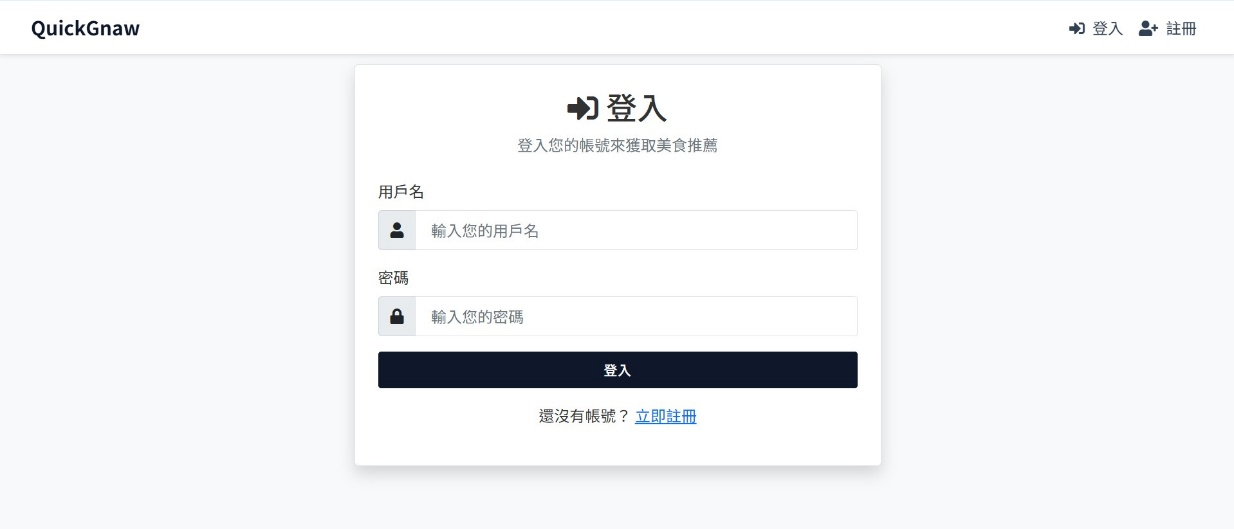 QuickGnaw
登入 註冊
登入
登入您的帳號來獲取美食推薦
用戶名
輸入您的用戶名
密碼
輸入您的密碼
登入
還沒有帳號？ 立即註冊